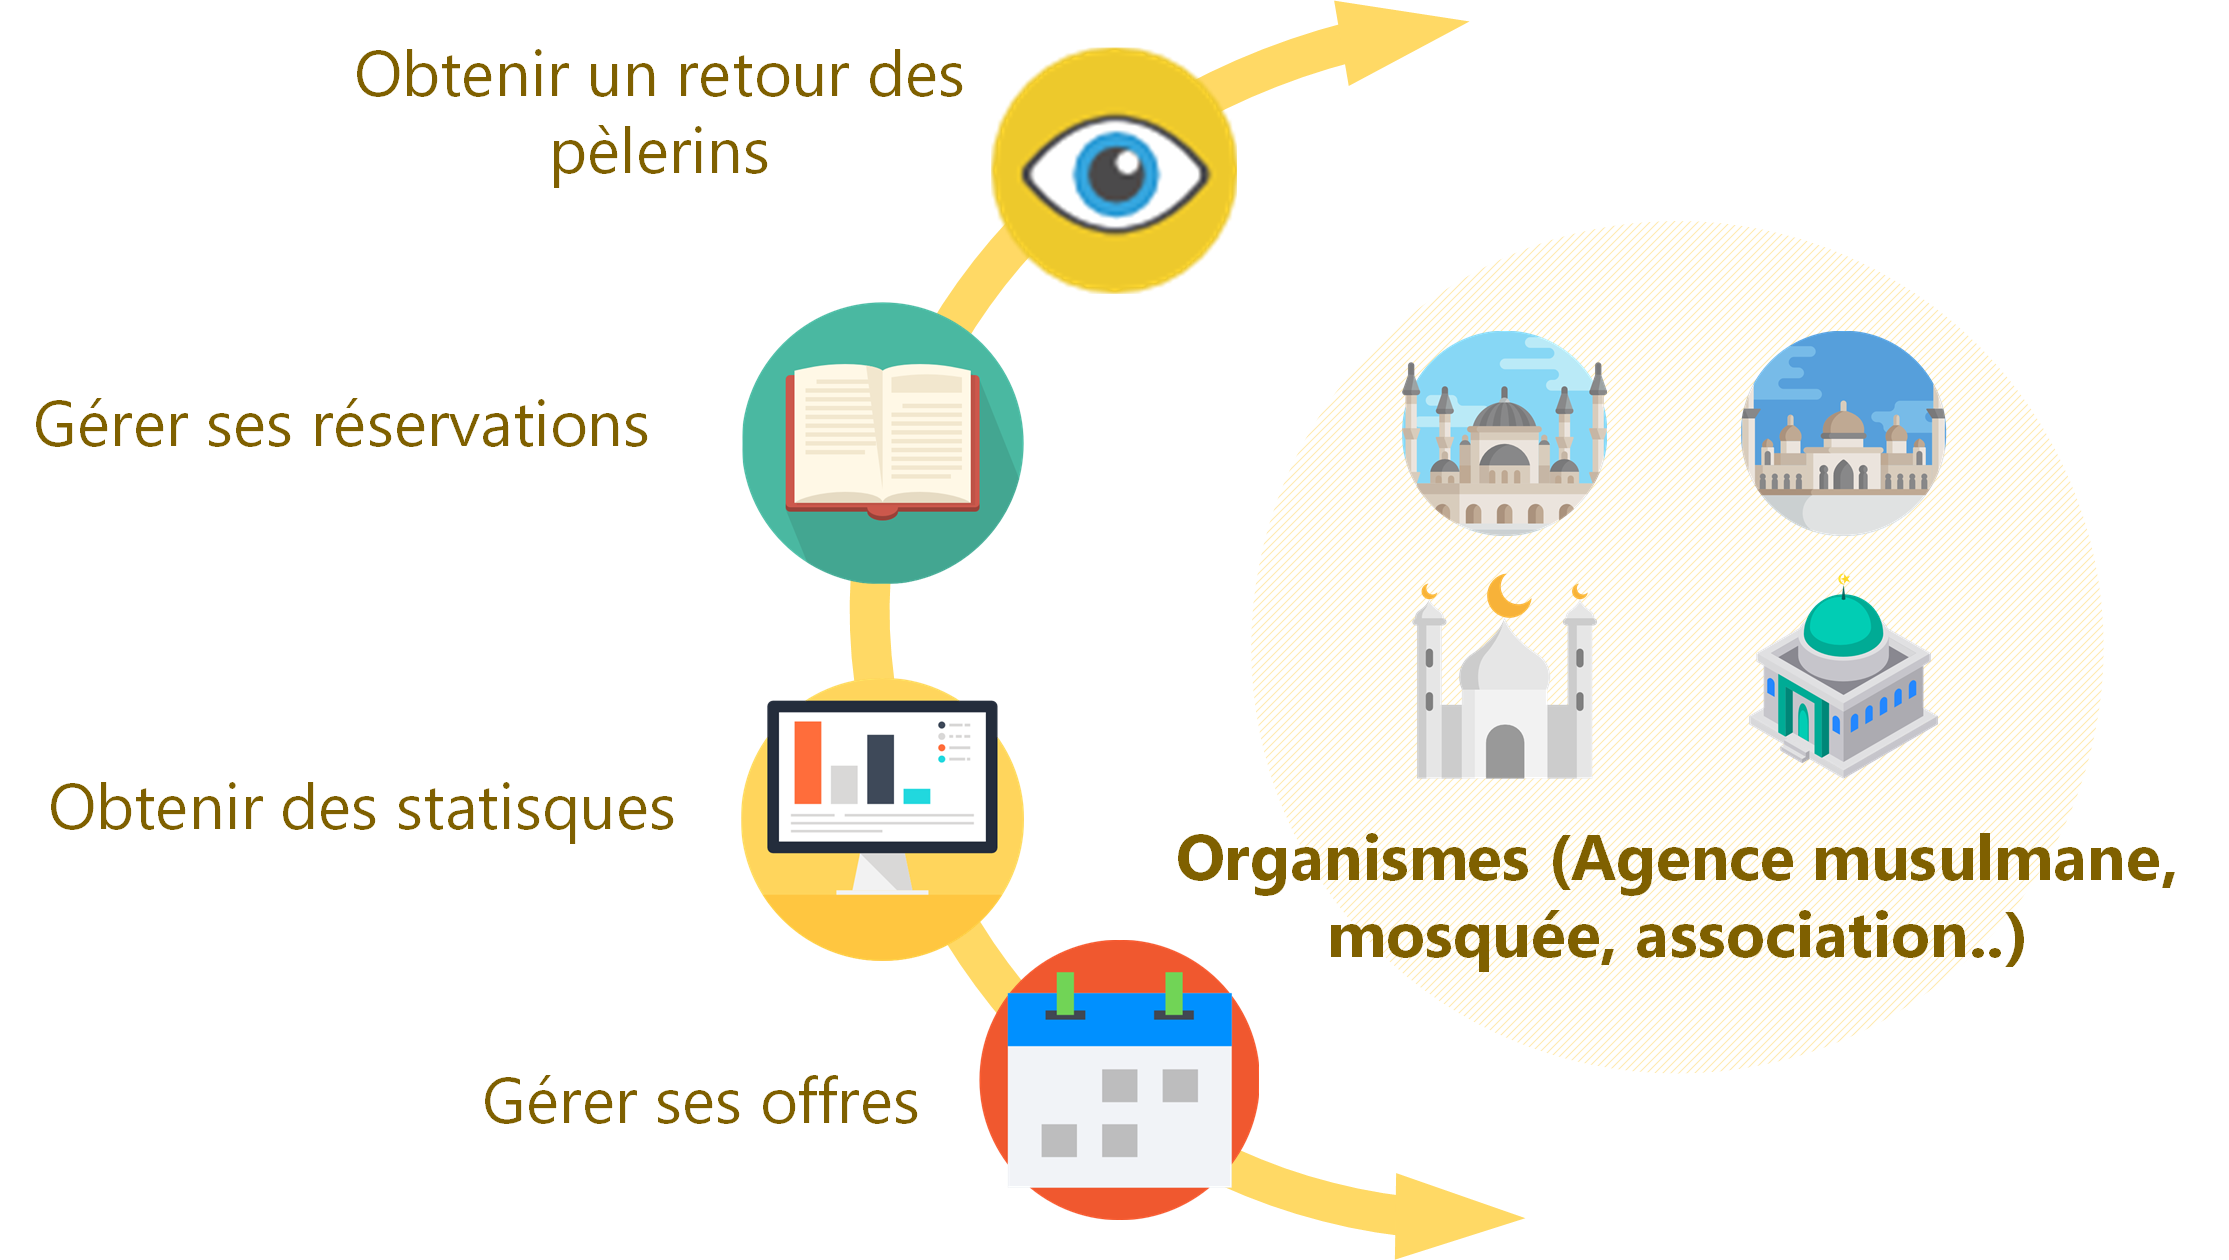 Obtenir un retour des
pèlerins
Gérer ses réservations
Obtenir des statisques
Gérer ses offres
Organismes (Agence musulmane,
mosquée, association..)